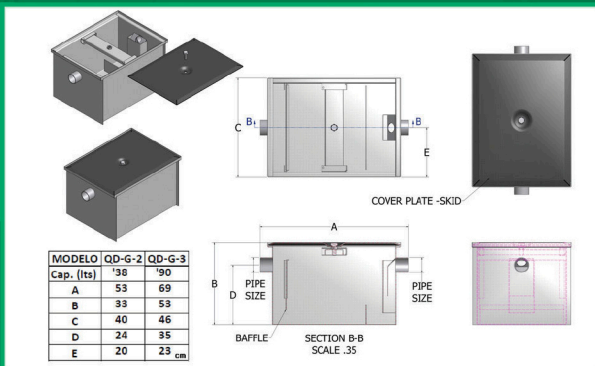 B B
C
E
COVER PLATE -SKID
A
B
D
PIPE SIZE
PIPE SIZE
BAFFLE
SECTION B-B
SCALE .35
MODELO QD-G-2 QD-G-3
Cap. (lts) '38 '90
A 53 69
B 33 53
C 40 46
D 24 35
E 20 23 cm